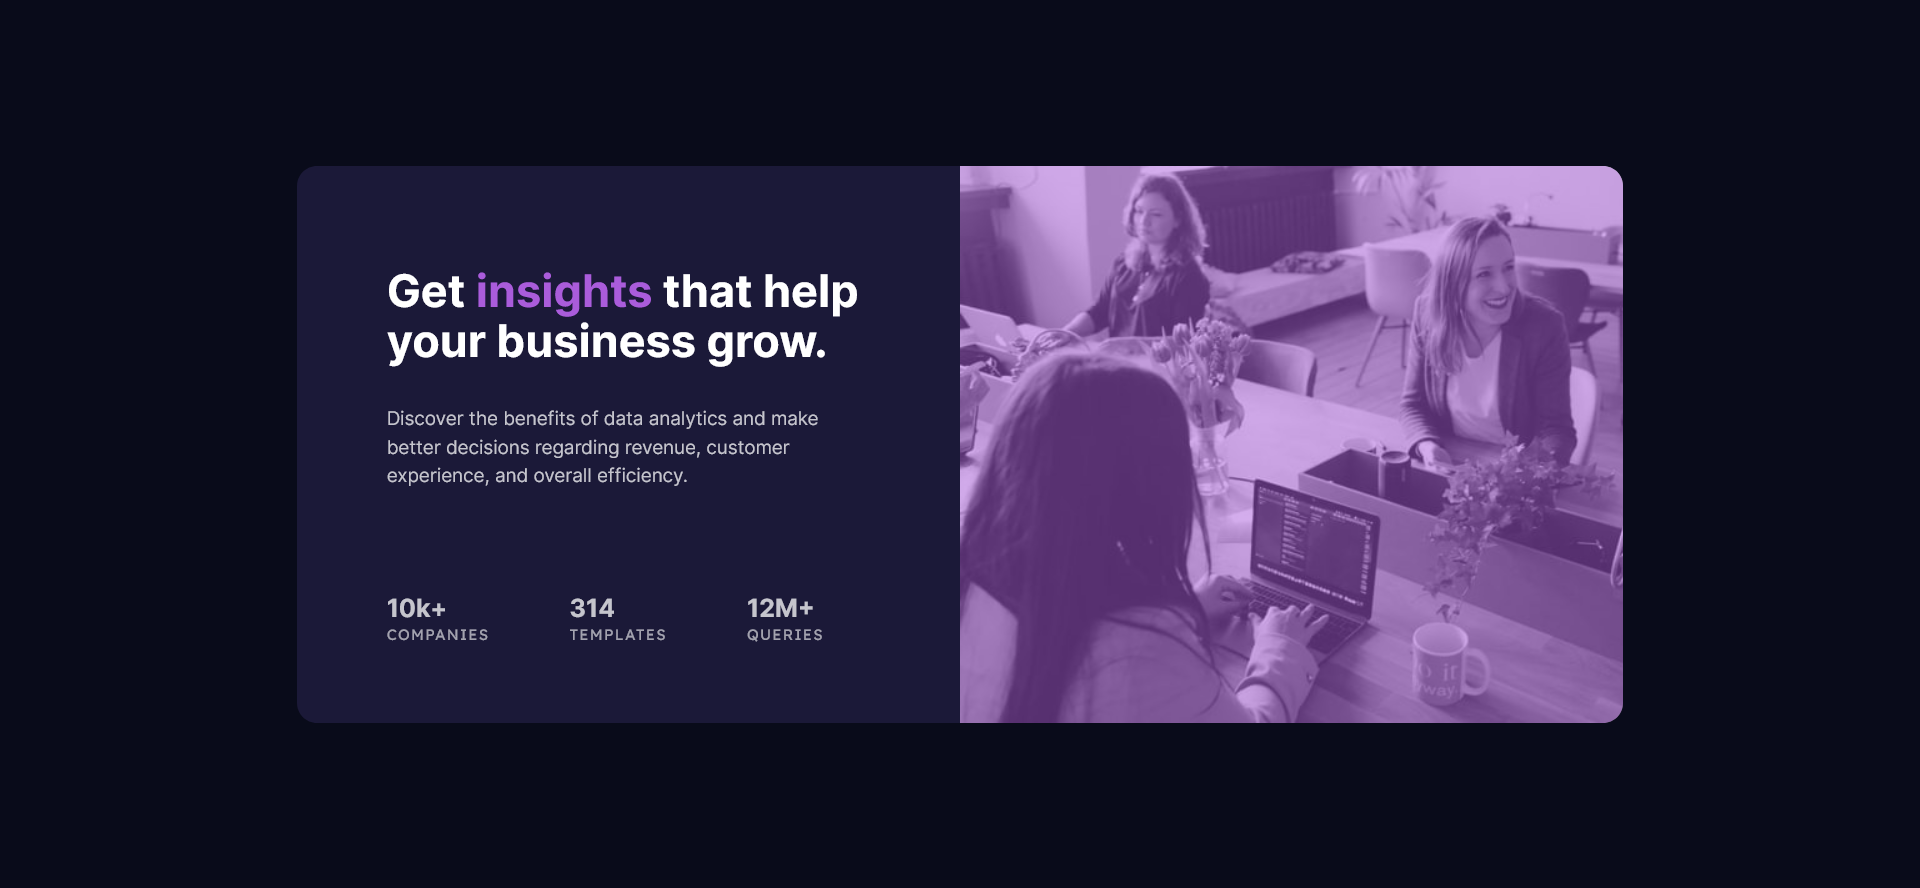 Get insights that help
your business grow.
Discover the benefits of data analytics and make
better decisions regarding revenue, customer
experience, and overall efficiency.
10k+
COMPANIES
314
TEMPLATES
12M+
QUERIES